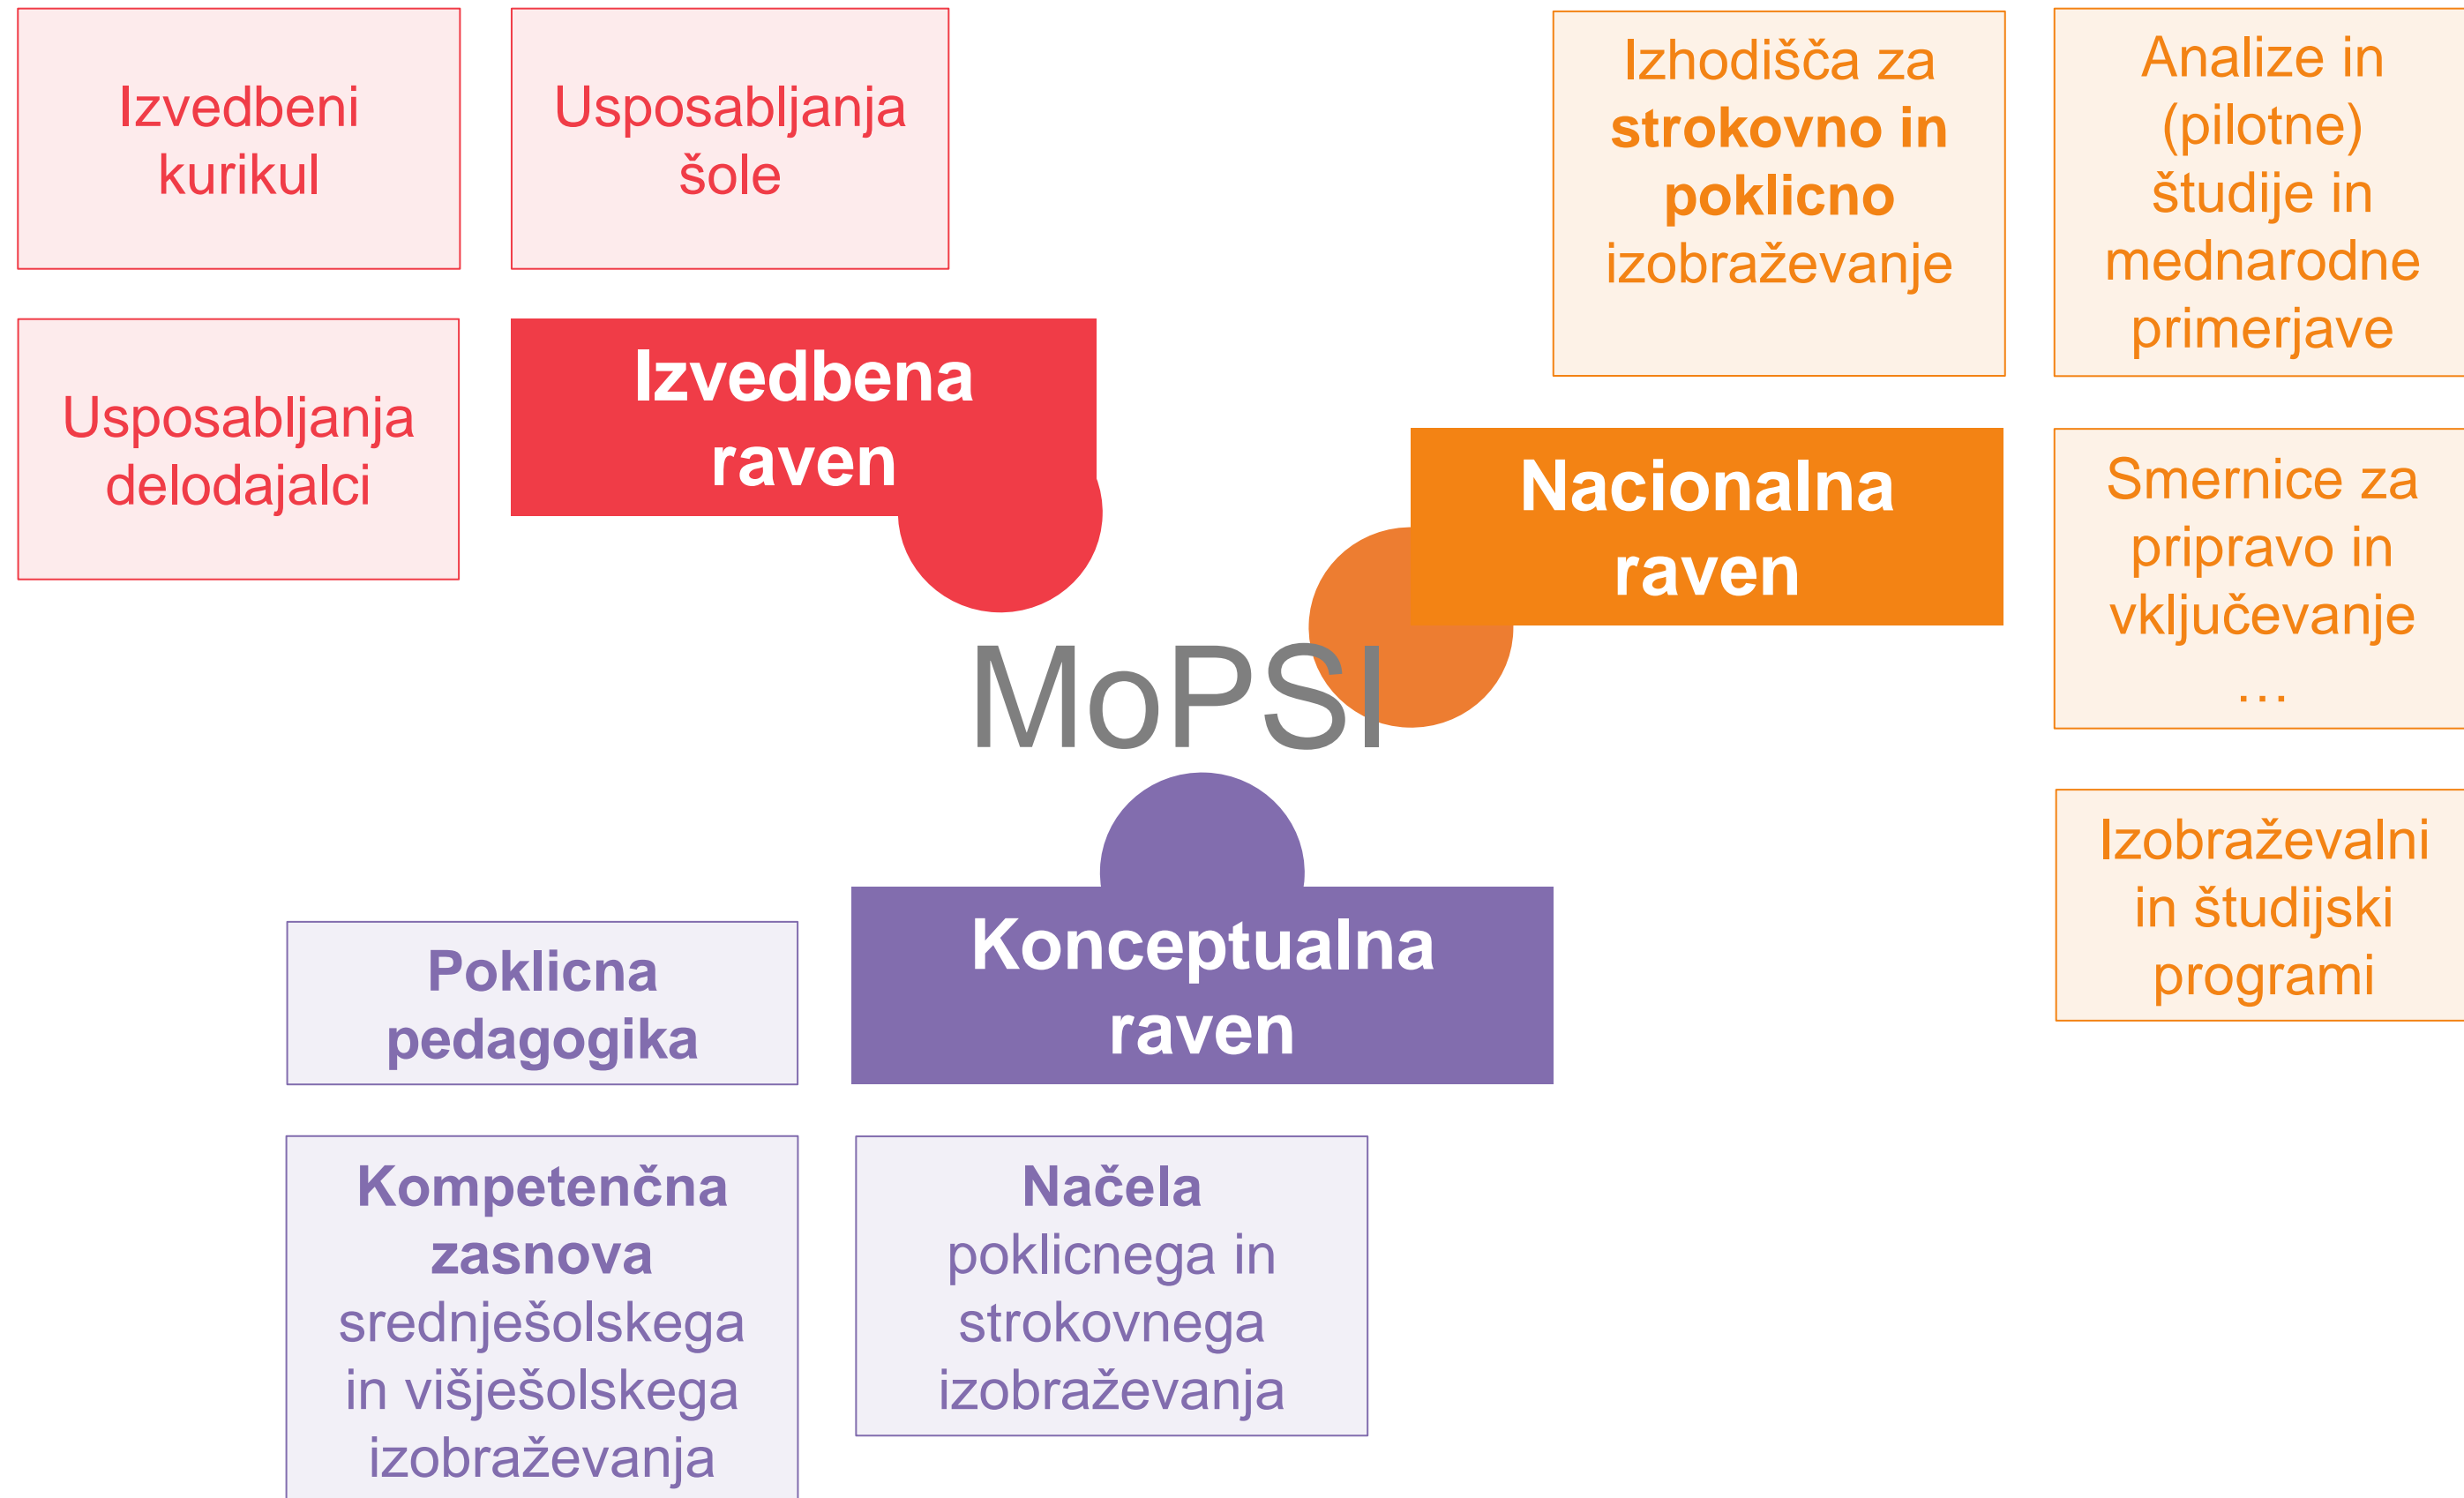 Izvedbeni
kurikul
Usposabljanja
šole
Usposabljanja
delodajalci
Izvedbena
raven
Izhodišča za
strokovno in
poklicno
izobraževanje
Analize in
(pilotne)
študije in
mednarodne
primerjave
Nacionalna
raven
Smernice za
pripravo in
vključevanje
...
Izobraževalni
in študijski
programi
MoPSI
Konceptualna
raven
Poklicna
pedagogika
Kompetenčna
zasnova
srednješolskega
in višješolskega
izobraževanja
Načela
poklicnega in
strokovnega
izobraževanja